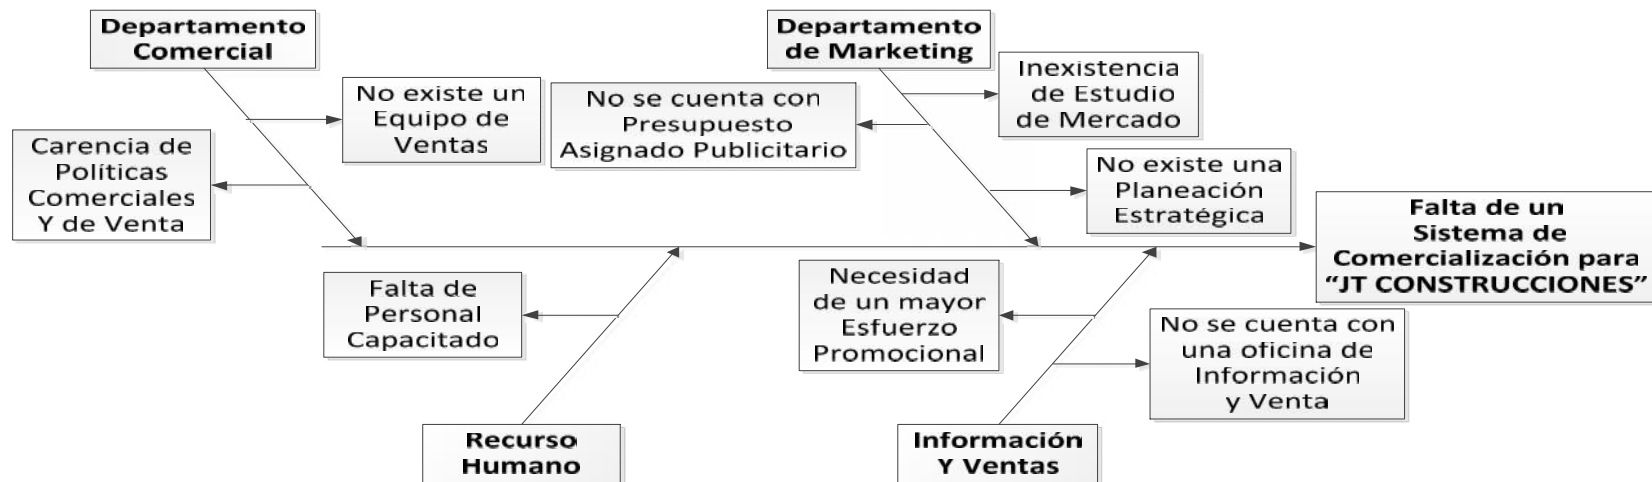 Departamento
Comercial
Departamento
de Marketing
No existe un
Equipo de
Ventas
No se cuenta con
Presupuesto
Asignado Publicitario
Inexistencia
de Estudio
de Mercado
Carencia de
Políticas
Comerciales
Y de Venta
No existe una
Planeación
Estratégica
Falta de un
Sistema de
Comercialización para
“JT CONSTRUCCIONES”
Falta de
Personal
Capacitado
Necesidad
de un mayor
Esfuerzo
Promocional
No se cuenta con
una oficina de
Información
y Venta
Recurso
Humano
Información
Y Ventas